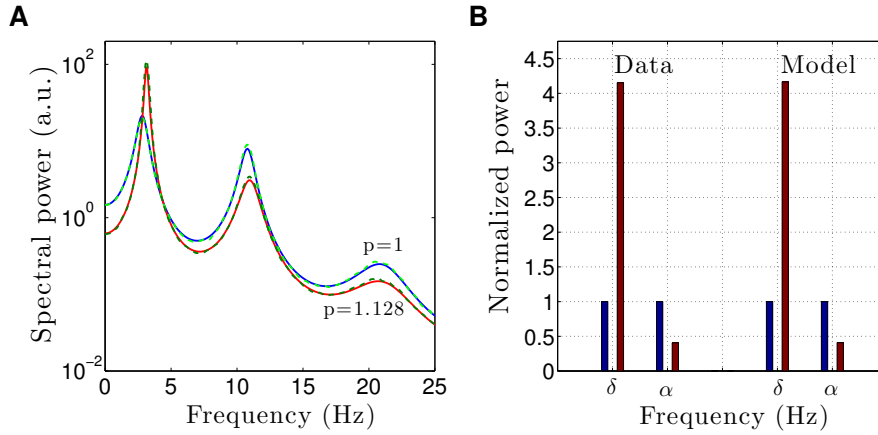 A
Spectral power (a.u.)
10^2
10^0
10^−2
p=1
p=1.128
0 5 10 15 20 25
Frequency (Hz)
B
Normalized power
4.5
4
3.5
3
2.5
2
1.5
1
0.5
0
Data Model
δ α δ α
Frequency (Hz)